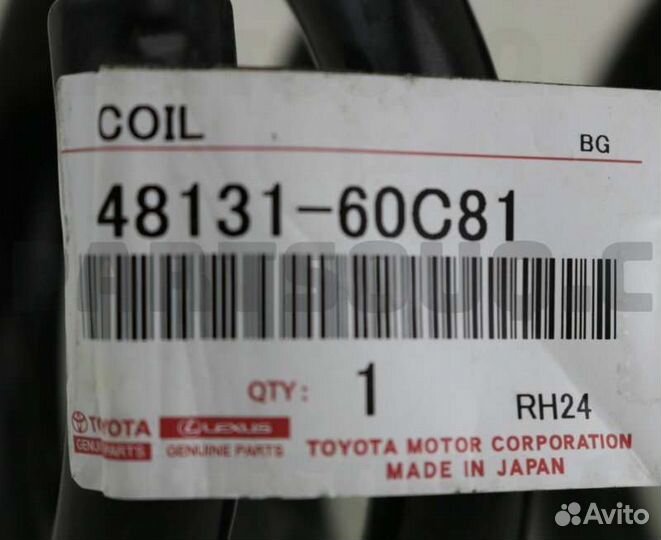 COIL
BG
48131-60C81
PARTSOUQ.C
QTY: 1
RH24
TOYOTA
GENUINE PARTS
LEXUS
GENUINE PARTS
TOYOTA MOTOR CORPORATION
MADE IN JAPAN
Avito